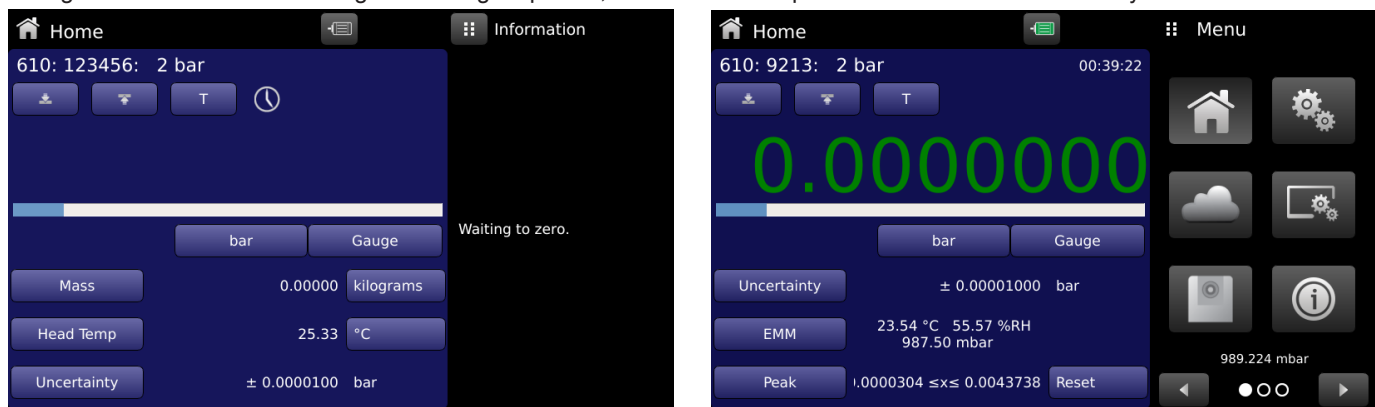 Home
Information
610: 123456: 2 bar
T
bar Gauge
Waiting to zero.
Mass 0.00000 kilograms
Head Temp 25.33 °C
Uncertainty ± 0.0000100 bar
Home
Menu
610: 9213: 2 bar 00:39:22
T
0.0000000
bar Gauge
Uncertainty ± 0.00001000 bar
EMM 23.54 °C 55.57 %RH
987.50 mbar
989.224 mbar
Peak .0000304 ≤x≤ 0.0043738 Reset